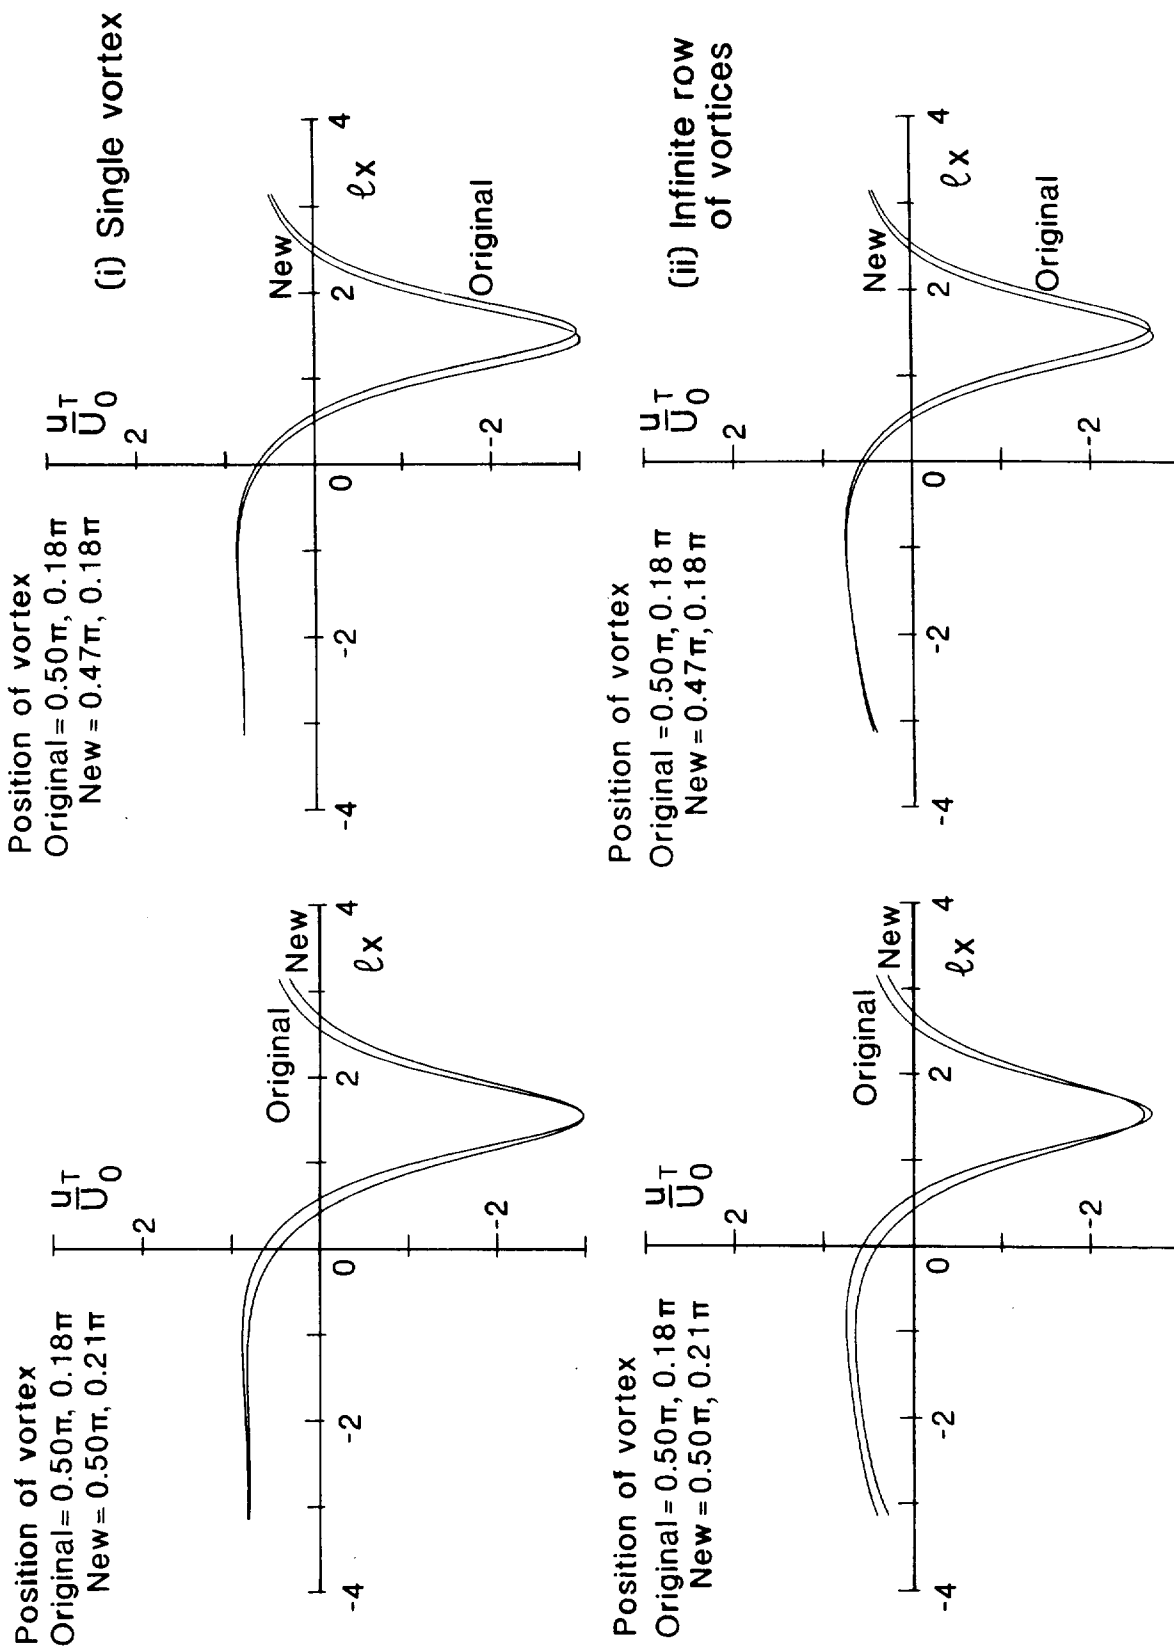 Position of vortex
Original = 0.50π, 0.18π
New = 0.50π, 0.21π
u_T
U_0
2
-2
-4
-2
0
2
4
ℓx
Original
New
Position of vortex
Original = 0.50π, 0.18π
New = 0.47π, 0.18π
u_T
U_0
2
-2
-4
-2
0
2
4
ℓx
New
Original
(i) Single vortex
Position of vortex
Original = 0.50π, 0.18π
New = 0.50π, 0.21π
u_T
U_0
2
-2
-4
-2
0
2
4
ℓx
Original
New
Position of vortex
Original = 0.50π, 0.18π
New = 0.47π, 0.18π
u_T
U_0
2
-2
-4
-2
0
2
4
ℓx
New
Original
(ii) Infinite row
of vortices